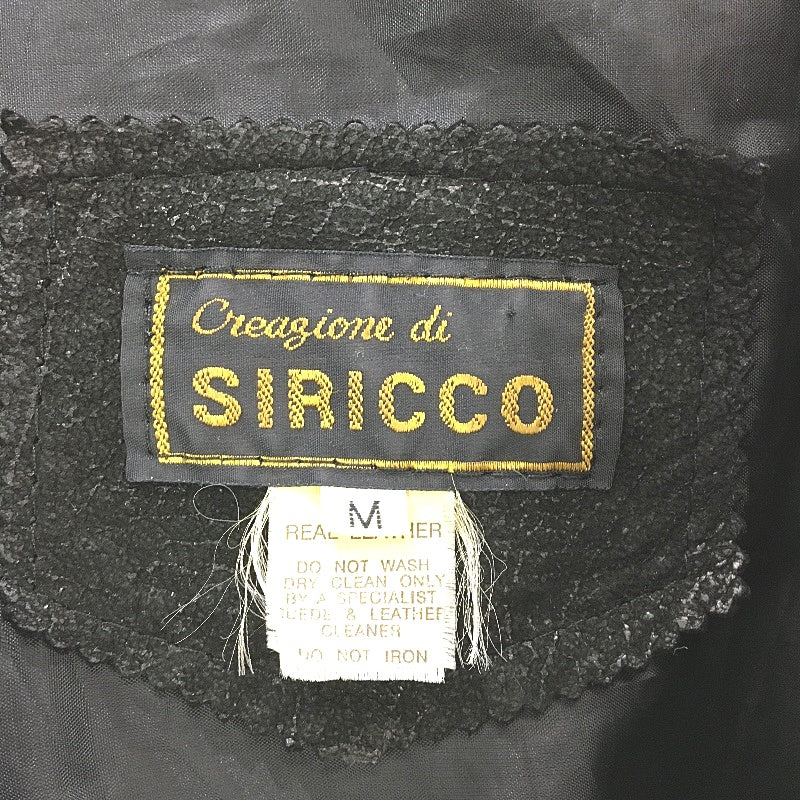 Creazione di
SIRICCO
M
REAL LEATHER
DO NOT WASH
DRY CLEAN ONLY
BY A SPECIALIST
SUEDE & LEATHER
CLEANER
DO NOT IRON